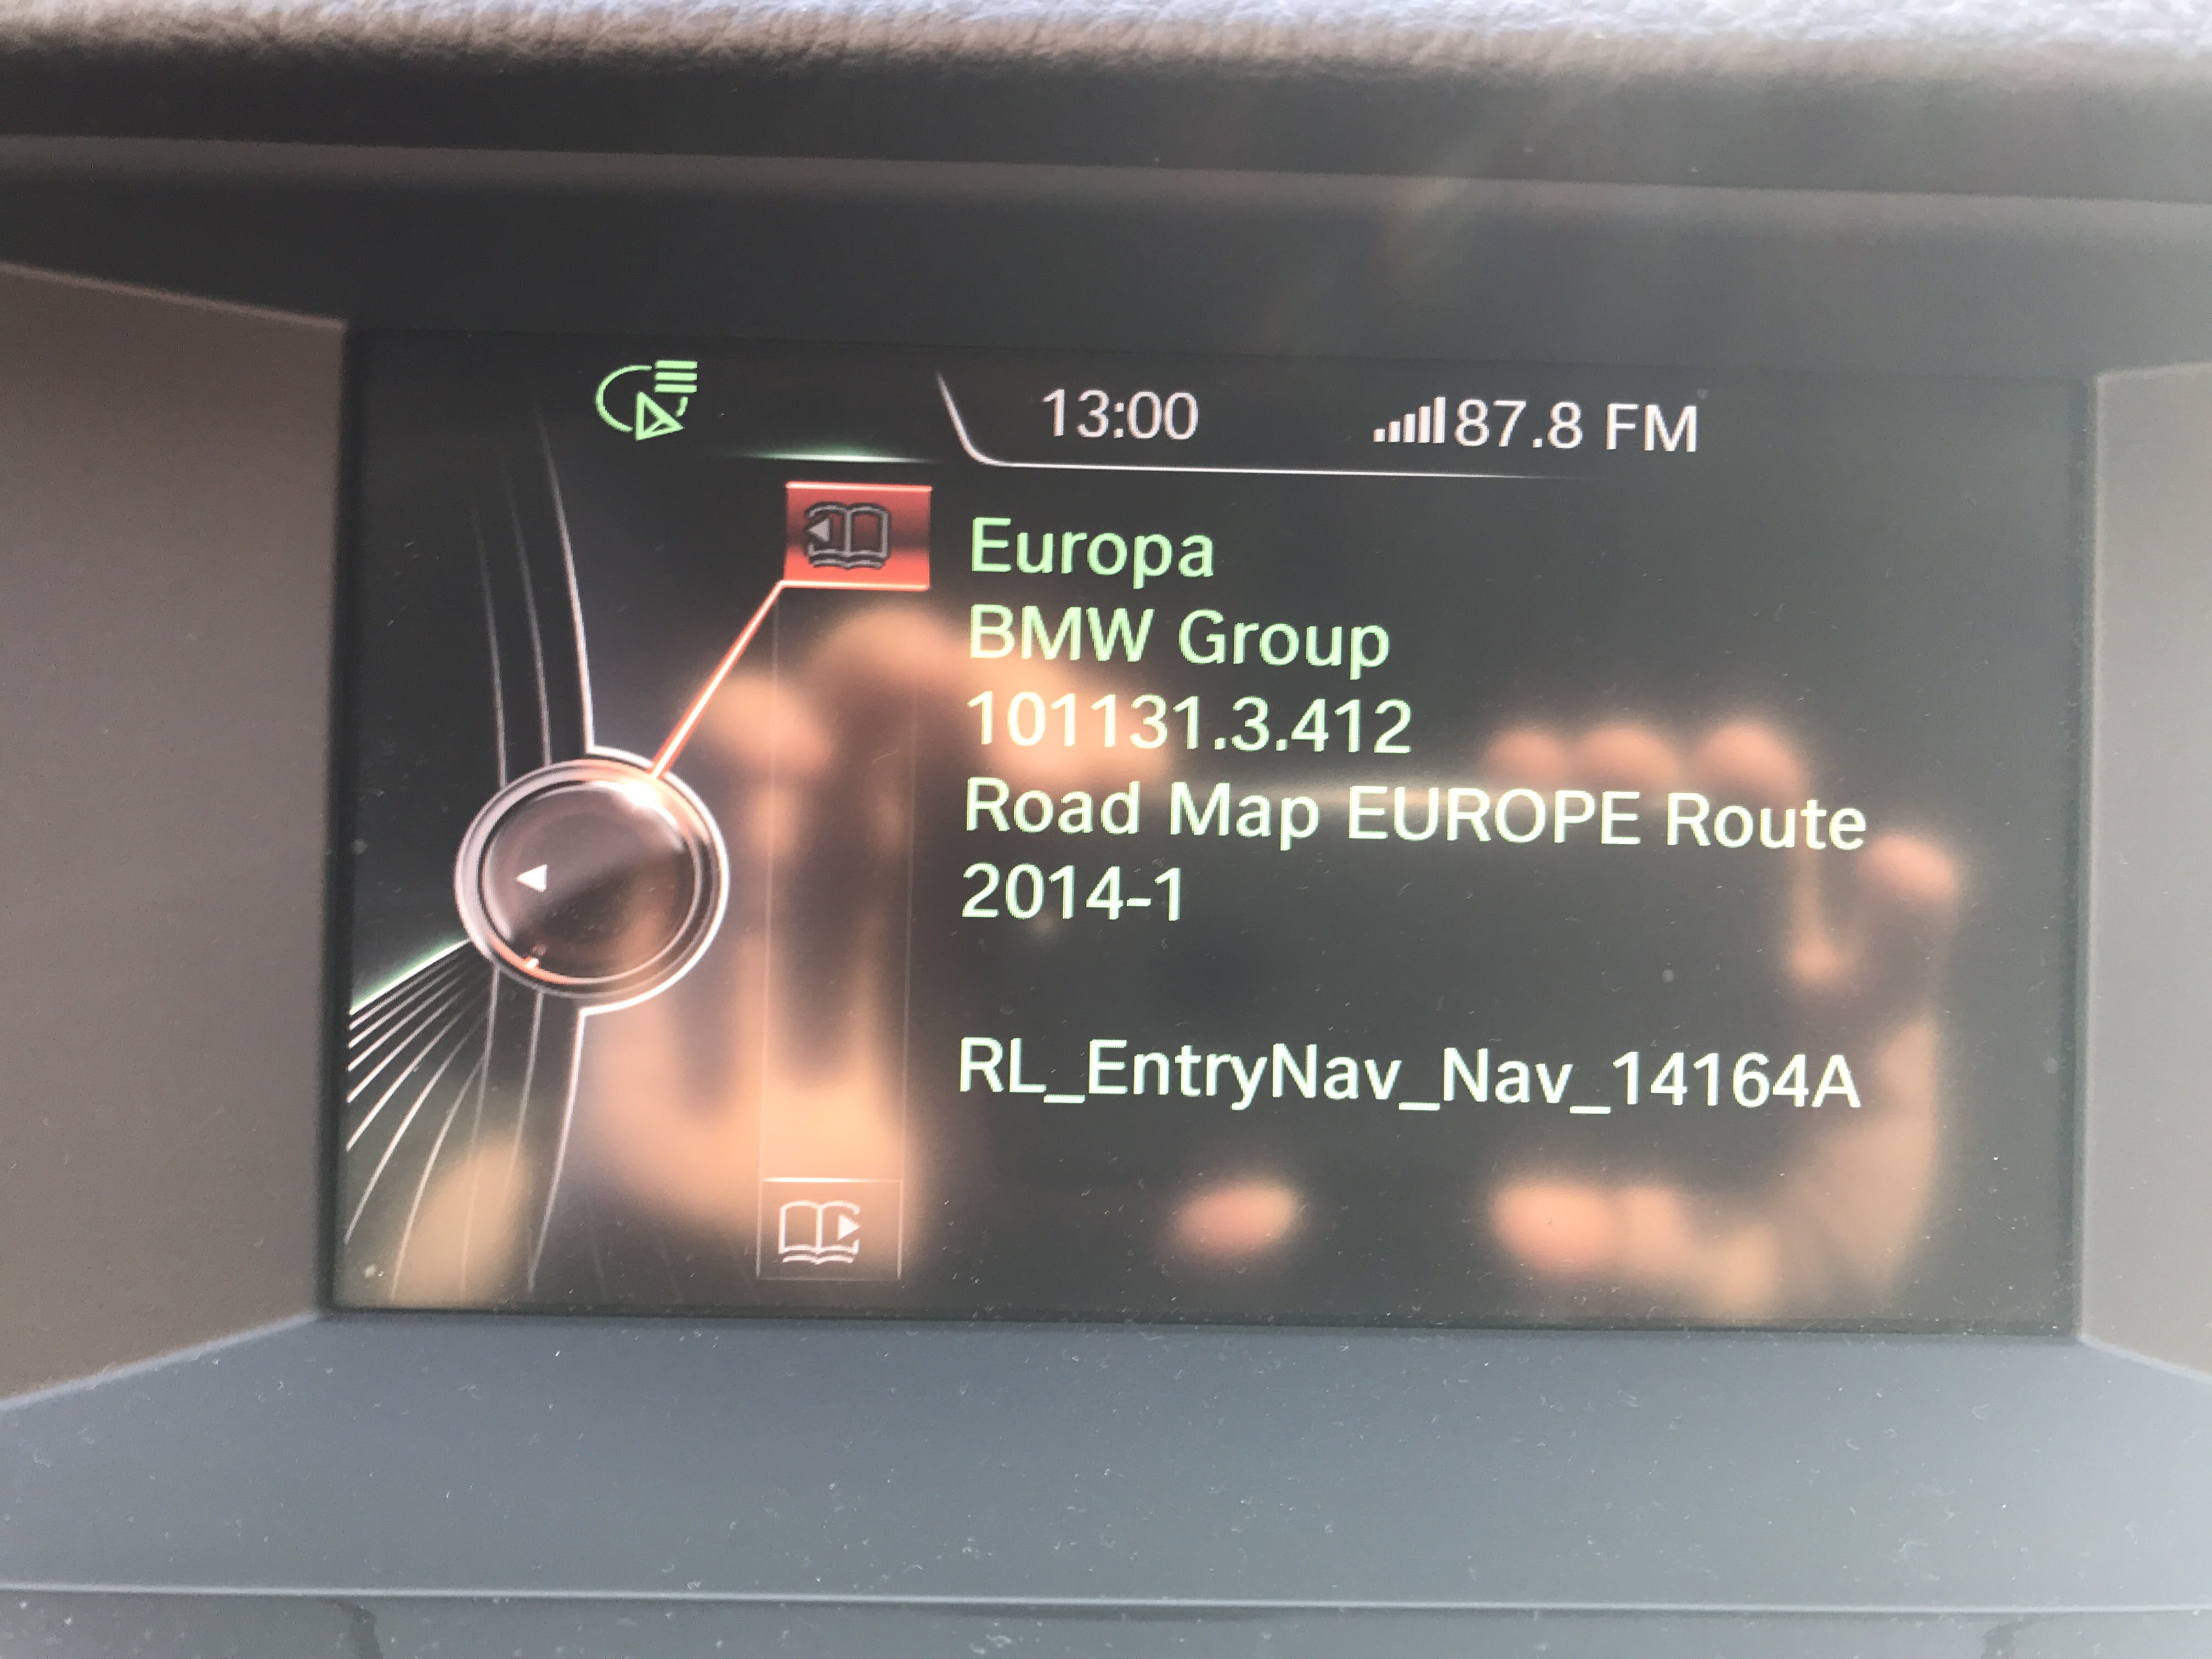 13:00
87.8 FM
Europa
BMW Group
101131.3.412
Road Map EUROPE Route
2014-1
RL_EntryNav_Nav_14164A